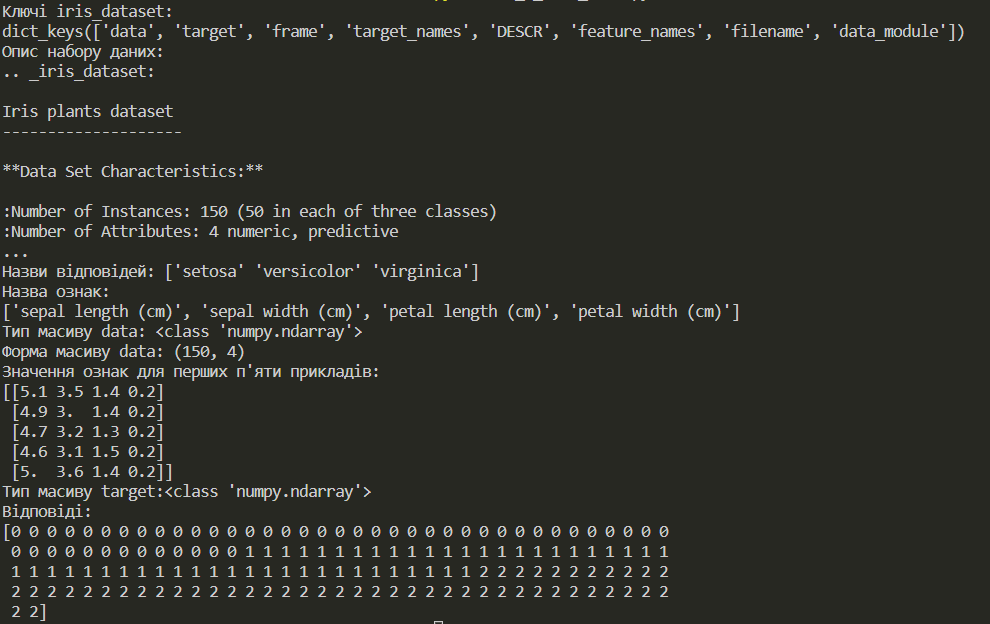 Ключі iris_dataset:
dict_keys(['data', 'target', 'frame', 'target_names', 'DESCR', 'feature_names', 'filename', 'data_module'])
Опис набору даних:
.. _iris_dataset:
Iris plants dataset
--------------------
**Data Set Characteristics:**
:Number of Instances: 150 (50 in each of three classes)
:Number of Attributes: 4 numeric, predictive
...
Назви відповідей: ['setosa' 'versicolor' 'virginica']
Назва ознак:
['sepal length (cm)', 'sepal width (cm)', 'petal length (cm)', 'petal width (cm)']
Тип масиву data: <class 'numpy.ndarray'>
Форма масиву data: (150, 4)
Значення ознак для перших п'яти прикладів:
[[5.1 3.5 1.4 0.2]
 [4.9 3.  1.4 0.2]
 [4.7 3.2 1.3 0.2]
 [4.6 3.1 1.5 0.2]
 [5.  3.6 1.4 0.2]]
Тип масиву target:<class 'numpy.ndarray'>
Відповіді:
[0 0 0 0 0 0 0 0 0 0 0 0 0 0 0 0 0 0 0 0 0 0 0 0 0 0 0 0 0 0 0 0 0 0 0 0 0
 0 0 0 0 0 0 0 0 0 0 0 0 0 1 1 1 1 1 1 1 1 1 1 1 1 1 1 1 1 1 1 1 1 1 1 1 1
 1 1 1 1 1 1 1 1 1 1 1 1 1 1 1 1 1 1 1 1 1 1 1 1 1 1 2 2 2 2 2 2 2 2 2 2 2
 2 2 2 2 2 2 2 2 2 2 2 2 2 2 2 2 2 2 2 2 2 2 2 2 2 2 2 2 2 2 2 2 2 2 2 2 2
 2 2]